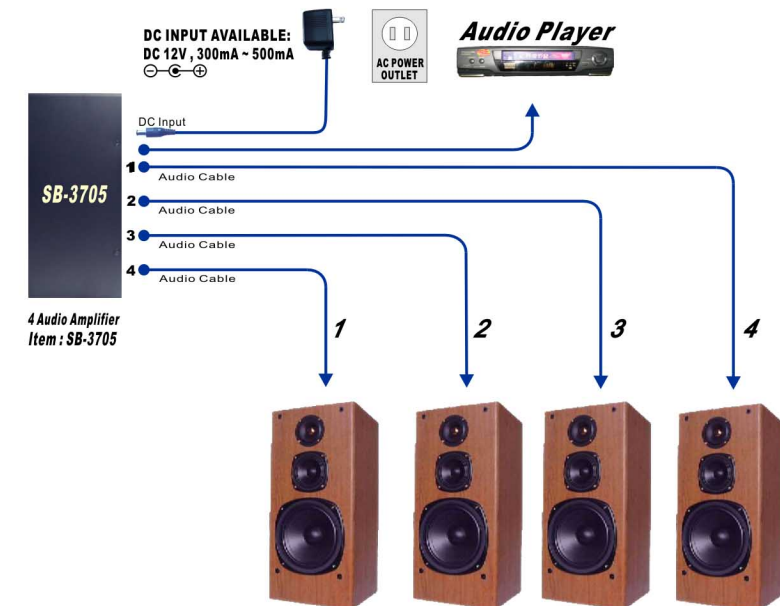 DC INPUT AVAILABLE:
DC 12V , 300mA ~ 500mA
AC POWER
OUTLET
Audio Player
DC Input
SB-3705
1
Audio Cable
2
Audio Cable
3
Audio Cable
4
Audio Cable
4 Audio Amplifier
Item : SB-3705
1
2
3
4